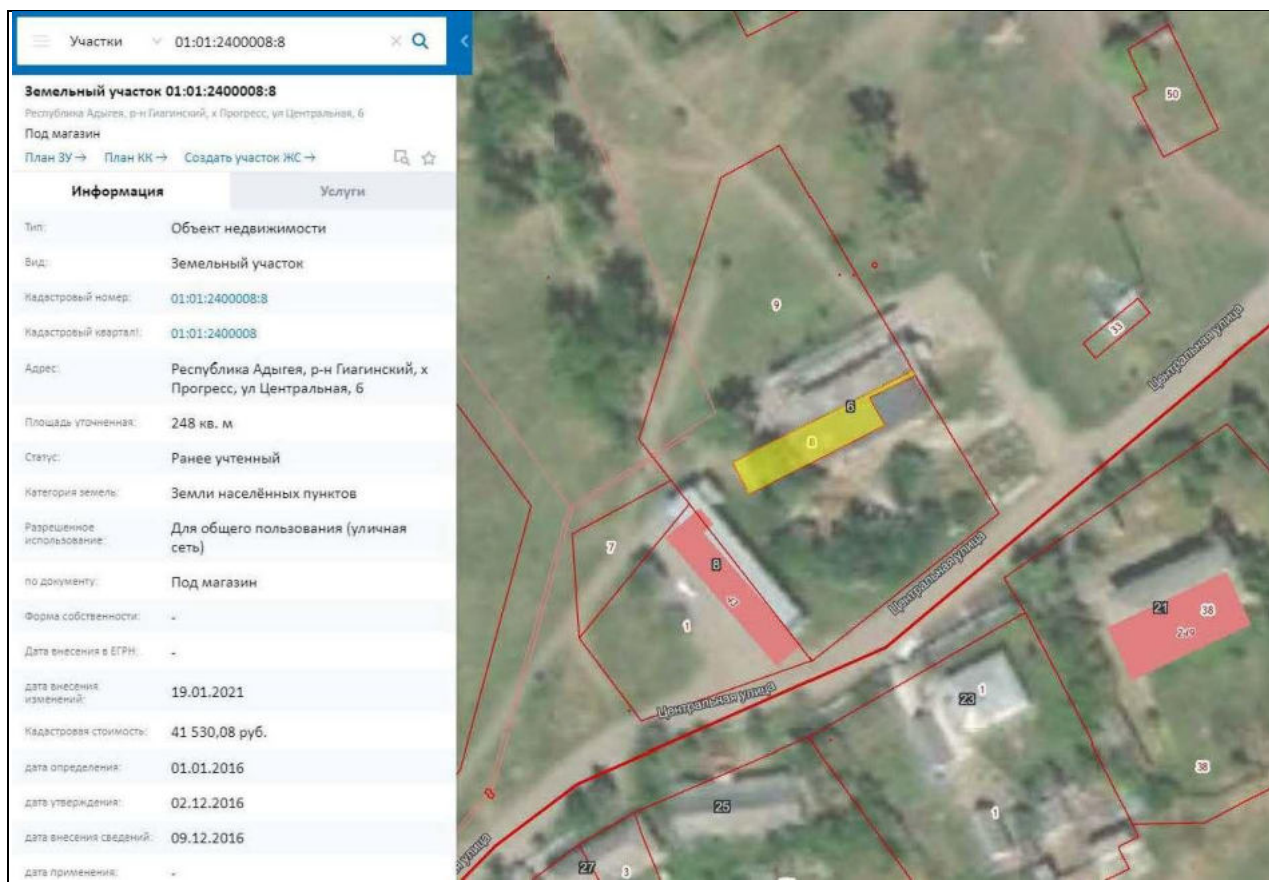 Участки 01:01:2400008:8
Земельный участок 01:01:2400008:8
Республика Адыгея, р-н Гиагинский, х Прогресс, ул Центральная, 6
Под магазин
План ЗУ → План КК → Создать участок ЖС →
Информация Услуги
Тип: Объект недвижимости
Вид: Земельный участок
Кадастровый номер: 01:01:2400008:8
Кадастровый квартал: 01:01:2400008
Адрес: Республика Адыгея, р-н Гиагинский, х
Прогресс, ул Центральная, 6
Площадь уточненная: 248 кв. м
Статус: Ранее учтенный
Категория земель: Земли населённых пунктов
Разрешенное
использование: Для общего пользования (уличная
сеть)
по документу: Под магазин
Форма собственности: -
Дата внесения в ЕГРН: -
дата внесения
изменений: 19.01.2021
Кадастровая стоимость: 41 530,08 руб.
дата определения: 01.01.2016
дата утверждения: 02.12.2016
дата внесения сведений: 09.12.2016
дата применения: -
50
9
33
Центральная улица
6
8
7
8
43
1
Центральная улица
21
38
249
Центральная улица
23
1
38
25
1
27
3